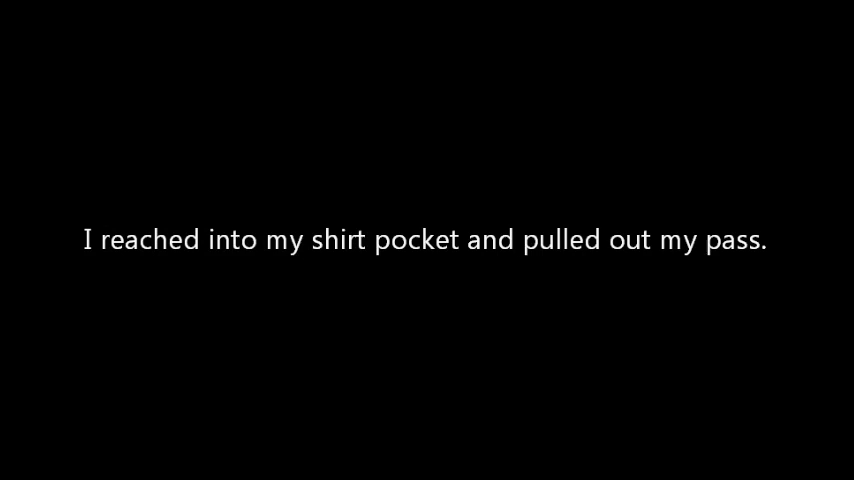 I reached into my shirt pocket and pulled out my pass.